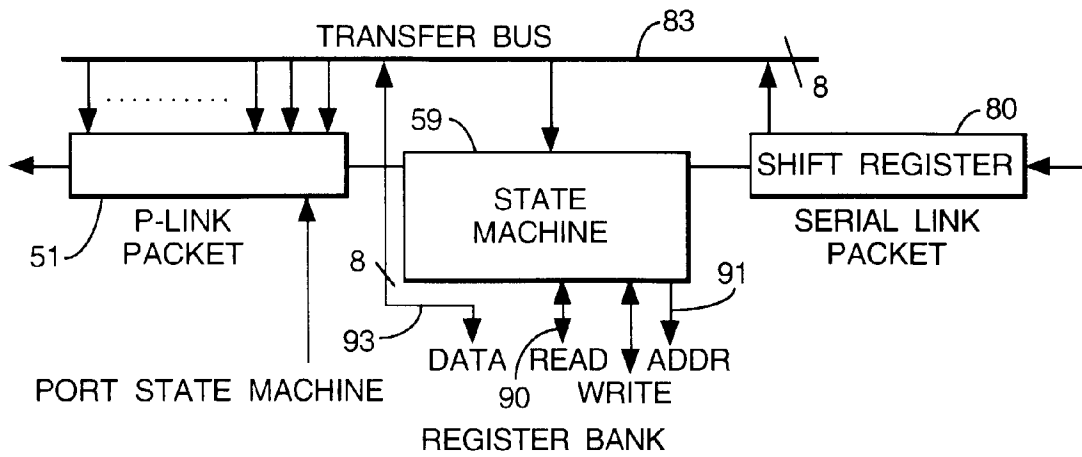 TRANSFER BUS
83
8
59
80
SHIFT REGISTER
STATE
MACHINE
51
P-LINK
PACKET
SERIAL LINK
PACKET
8
91
93
DATA READ ADDR
WRITE
90
PORT STATE MACHINE
REGISTER BANK